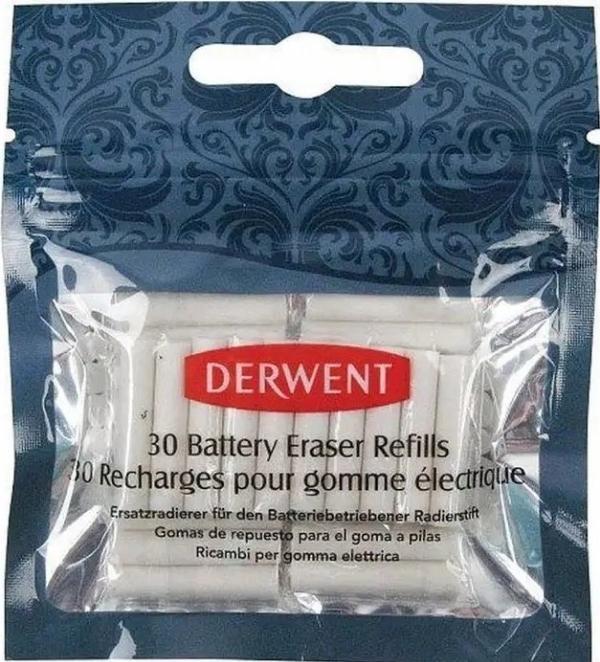 DERWENT
30 Battery Eraser Refills
30 Recharges pour gomme électrique
Ersatzradierer für den Batteriebetriebener Radierstift
Gomas de repuesto para el goma a pilas
Ricambi per gomma elettrica